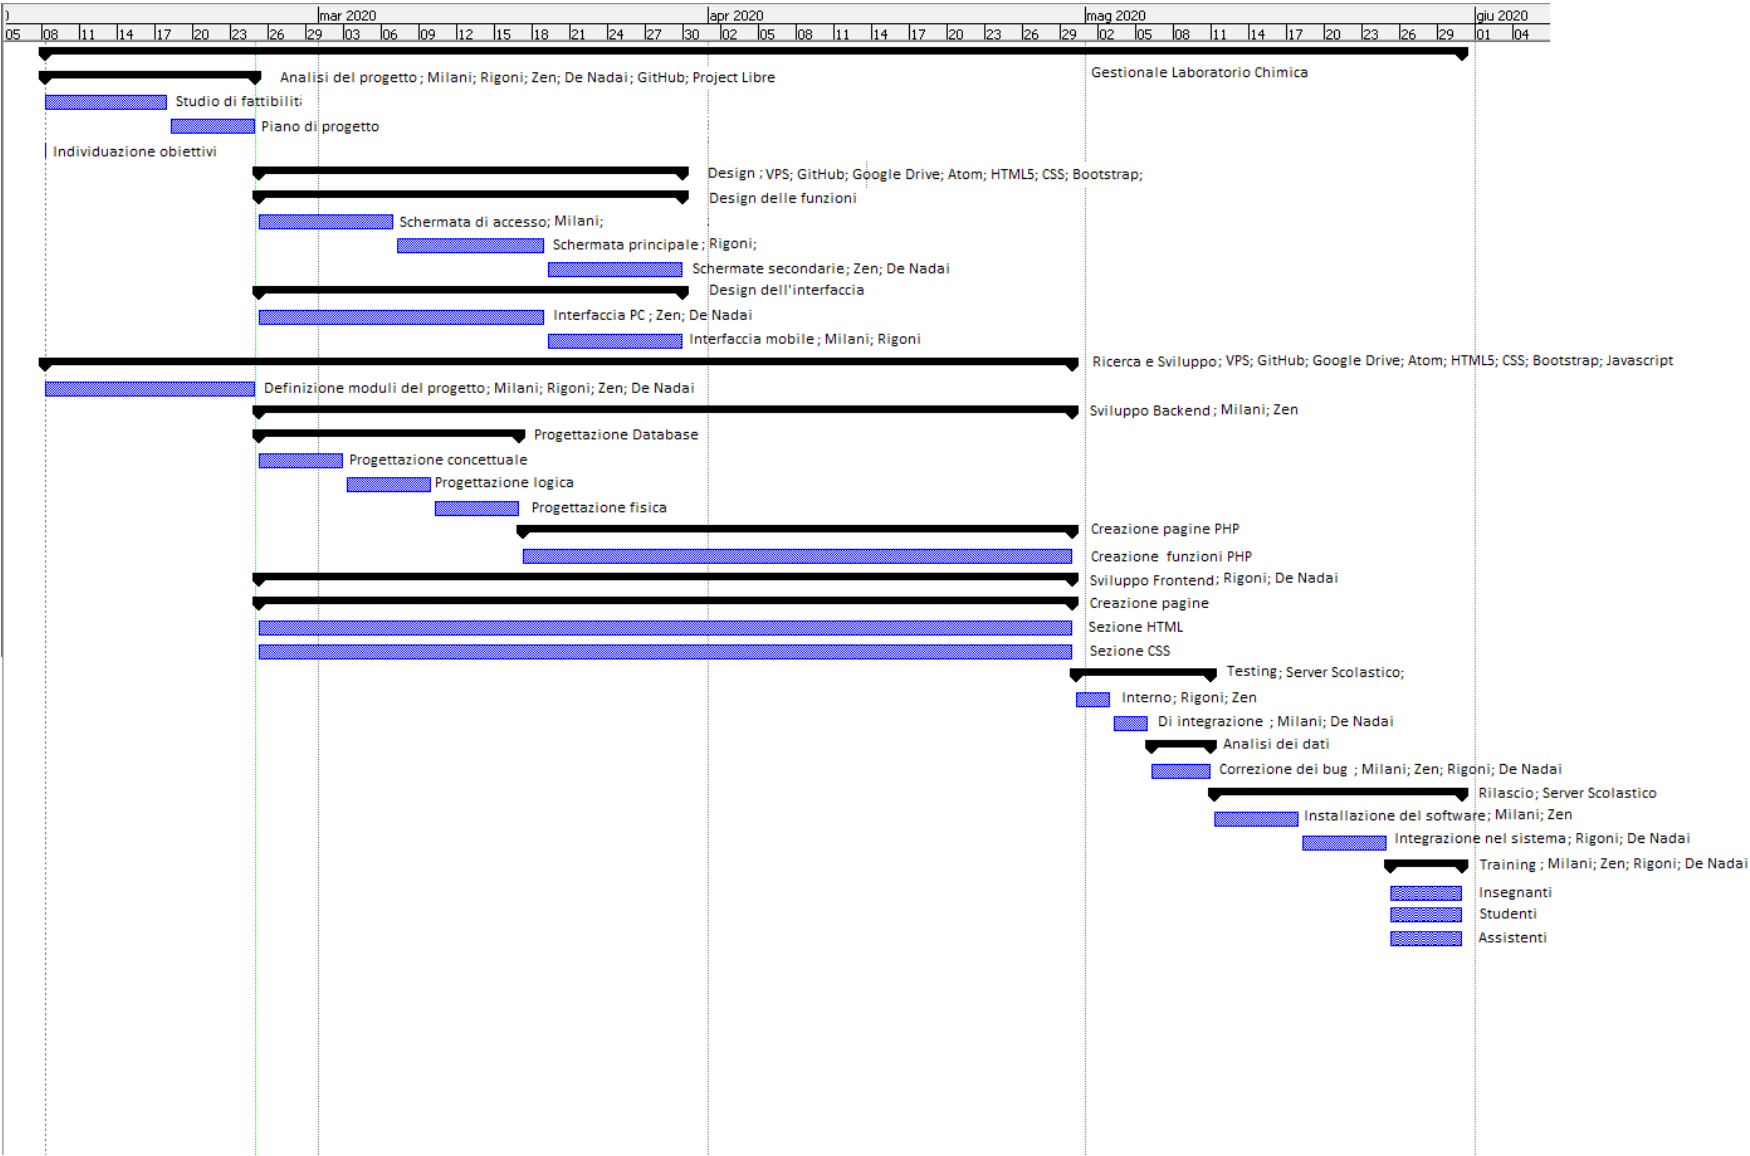 ) mar 2020 apr 2020 mag 2020 giu 2020
05 08 11 14 17 20 23 26 29 03 06 09 12 15 18 21 24 27 30 02 05 08 11 14 17 20 23 26 29 02 05 08 11 14 17 20 23 26 29 01 04
Gestionale Laboratorio Chimica
Analisi del progetto ; Milani; Rigoni; Zen; De Nadai; GitHub; Project Libre
Studio di fattibilit
Piano di progetto
Individuazione obiettivi
Design ; VPS; GitHub; Google Drive; Atom; HTML5; CSS; Bootstrap;
Design delle funzioni
Schermata di accesso; Milani;
Schermata principale ; Rigoni;
Schermate secondarie; Zen; De Nadai
Design dell'interfaccia
Interfaccia PC ; Zen; De Nadai
Interfaccia mobile ; Milani; Rigoni
Ricerca e Sviluppo; VPS; GitHub; Google Drive; Atom; HTML5; CSS; Bootstrap; Javascript
Definizione moduli del progetto; Milani; Rigoni; Zen; De Nadai
Sviluppo Backend ; Milani; Zen
Progettazione Database
Progettazione concettuale
Progettazione logica
Progettazione fisica
Creazione pagine PHP
Creazione funzioni PHP
Sviluppo Frontend; Rigoni; De Nadai
Creazione pagine
Sezione HTML
Sezione CSS
Testing; Server Scolastico;
Interno; Rigoni; Zen
Di integrazione ; Milani; De Nadai
Analisi dei dati
Correzione dei bug ; Milani; Zen; Rigoni; De Nadai
Rilascio; Server Scolastico
Installazione del software; Milani; Zen
Integrazione nel sistema; Rigoni; De Nadai
Training ; Milani; Zen; Rigoni; De Nadai
Insegnanti
Studenti
Assistenti